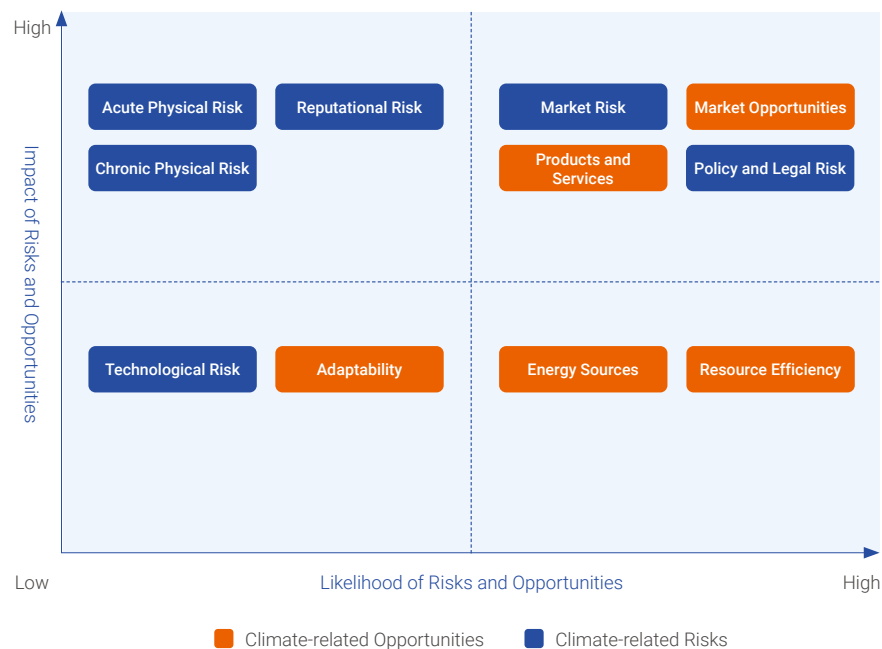 High
Impact of Risks and Opportunities
Acute Physical Risk
Reputational Risk
Market Risk
Market Opportunities
Chronic Physical Risk
Products and
Services
Policy and Legal Risk
Technological Risk
Adaptability
Energy Sources
Resource Efficiency
Low
Likelihood of Risks and Opportunities
High
Climate-related Opportunities
Climate-related Risks